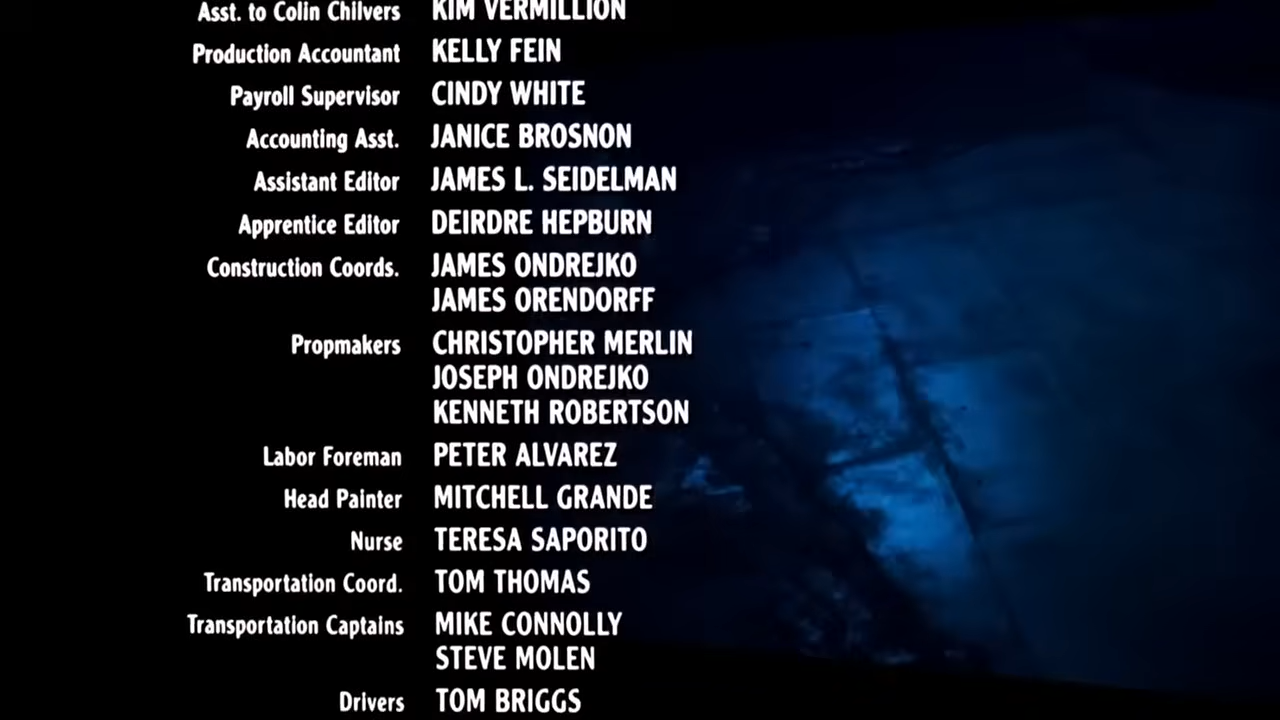 Asst. to Colin Chilvers KIM VERMILLION
Production Accountant KELLY FEIN
Payroll Supervisor CINDY WHITE
Accounting Asst. JANICE BROSNON
Assistant Editor JAMES L. SEIDELMAN
Apprentice Editor DEIRDRE HEPBURN
Construction Coords. JAMES ONDREJKO
JAMES ORENDORFF
Propmakers CHRISTOPHER MERLIN
JOSEPH ONDREJKO
KENNETH ROBERTSON
Labor Foreman PETER ALVAREZ
Head Painter MITCHELL GRANDE
Nurse TERESA SAPORITO
Transportation Coord. TOM THOMAS
Transportation Captains MIKE CONNOLLY
STEVE MOLEN
Drivers TOM BRIGGS